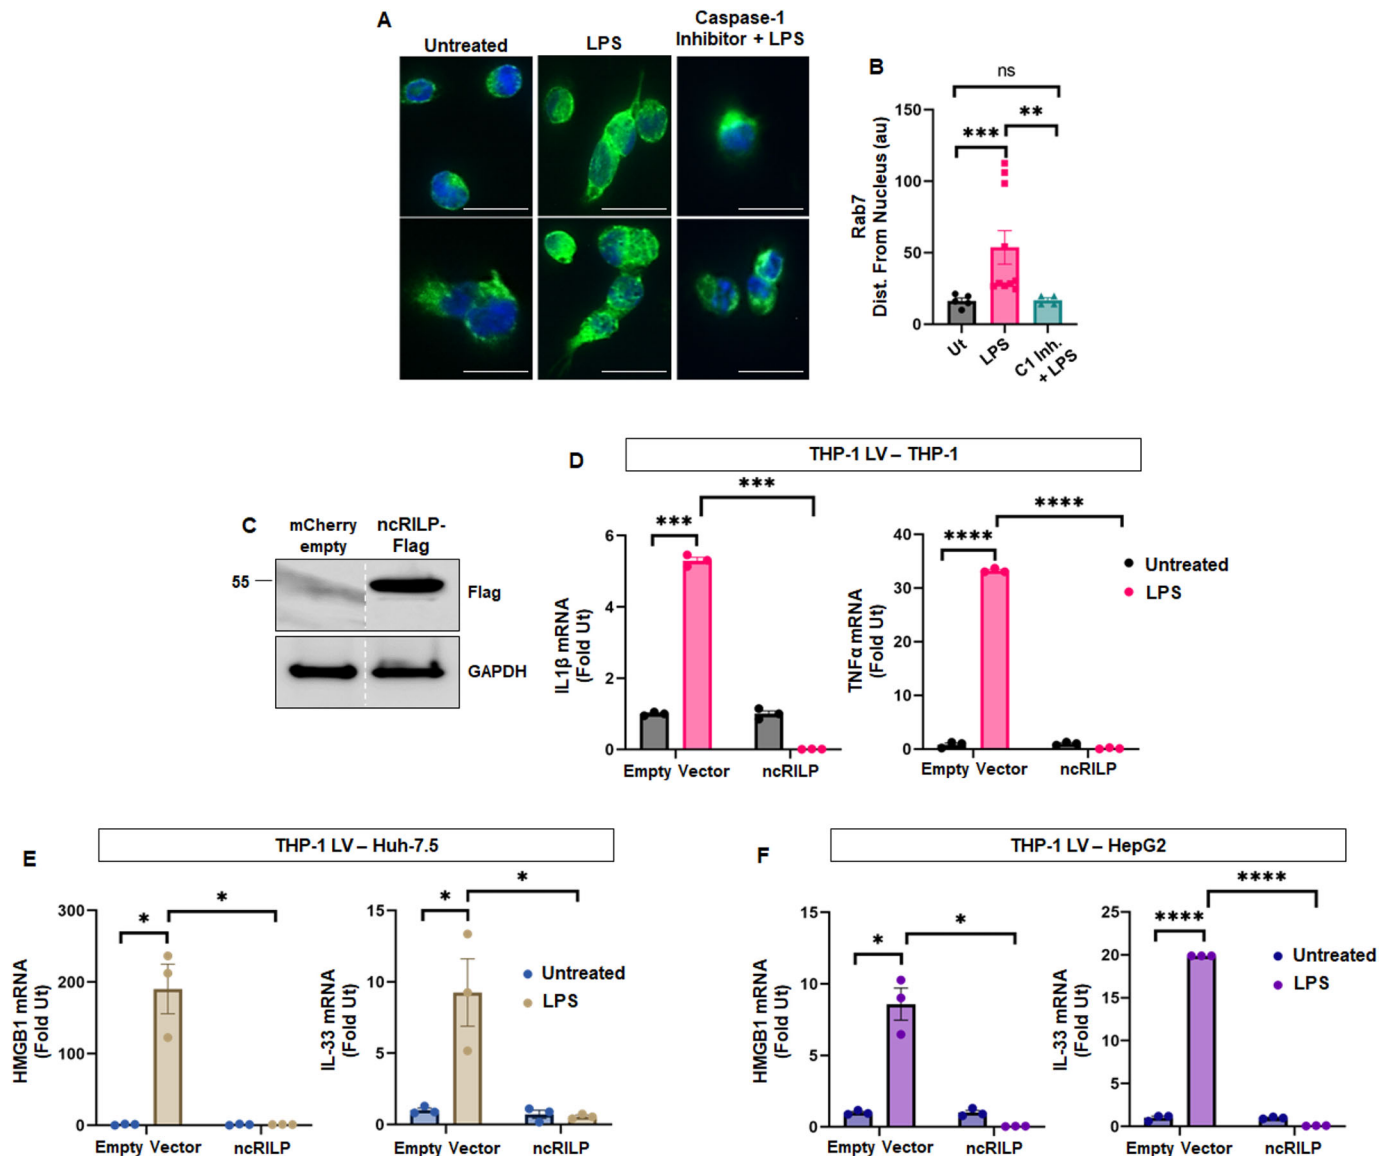 A
Untreated
LPS
Caspase-1
Inhibitor + LPS
B
ns
***
**
Rab7
Dist. From Nucleus (au)
150
100
50
0
Ut
LPS
C1 Inh.
+ LPS
C
mCherry
empty
ncRILP-
Flag
55
Flag
GAPDH
D
THP-1 LV – THP-1
***
***
IL1β mRNA
(Fold Ut)
6
4
2
0
Empty Vector
ncRILP
****
****
TNFα mRNA
(Fold Ut)
40
30
20
10
0
Empty Vector
ncRILP
Untreated
LPS
E
THP-1 LV – Huh-7.5
*
*
HMGB1 mRNA
(Fold Ut)
300
200
100
0
Empty Vector
ncRILP
*
*
IL-33 mRNA
(Fold Ut)
15
10
5
0
Empty Vector
ncRILP
Untreated
LPS
F
THP-1 LV – HepG2
*
*
HMGB1 mRNA
(Fold Ut)
15
10
5
0
Empty Vector
ncRILP
****
****
IL-33 mRNA
(Fold Ut)
25
20
15
10
5
0
Empty Vector
ncRILP
Untreated
LPS